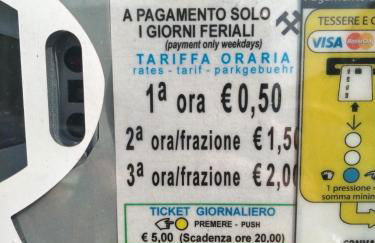 A PAGAMENTO SOLO
I GIORNI FERIALI
(payment only weekdays)
TARIFFA ORARIA
rates - tarif - parkgebuehr
1ª ora € 0,50
2ª ora/frazione € 1,5
3ª ora/frazione € 2,0
TICKET GIORNALIERO
PREMERE - PUSH
€ 5,00 (Scadenza ore 20,00)
TESSERE E
VISA
MasterCard
1 pressione
somma minim